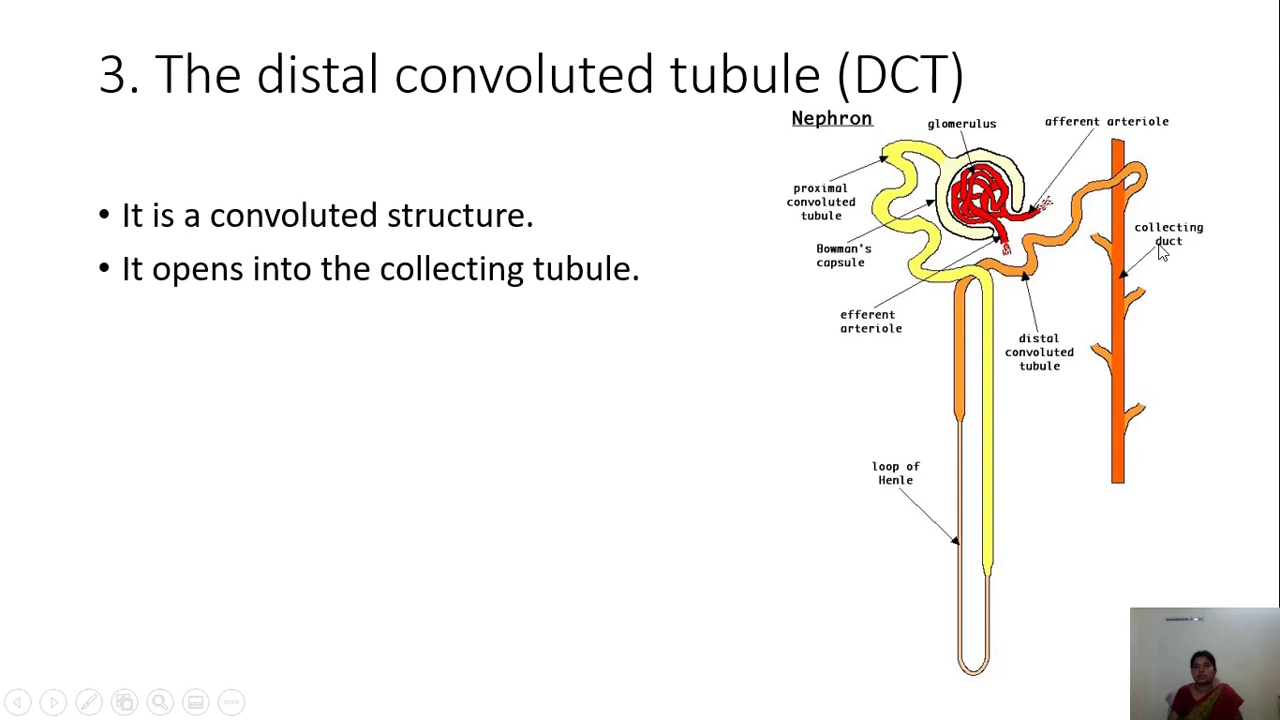 3. The distal convoluted tubule (DCT)
• It is a convoluted structure.
• It opens into the collecting tubule.
Nephron
glomerulus
afferent arteriole
proximal
convoluted
tubule
Bowman's
capsule
efferent
arteriole
collecting
duct
distal
convoluted
tubule
loop of
Henle